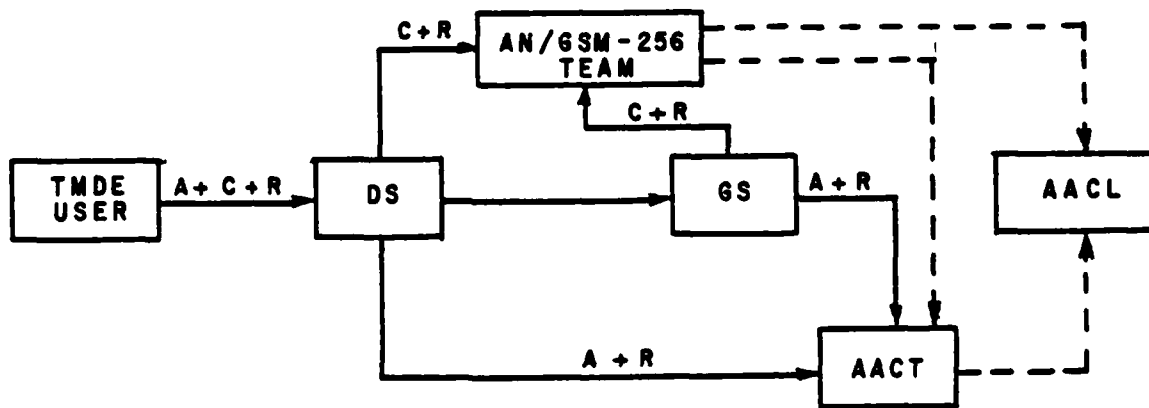 C+R
AN/GSM-256
TEAM
C+R
TMDE
USER
A+ C+R
DS
GS
A+R
AACL
A +R
AACT